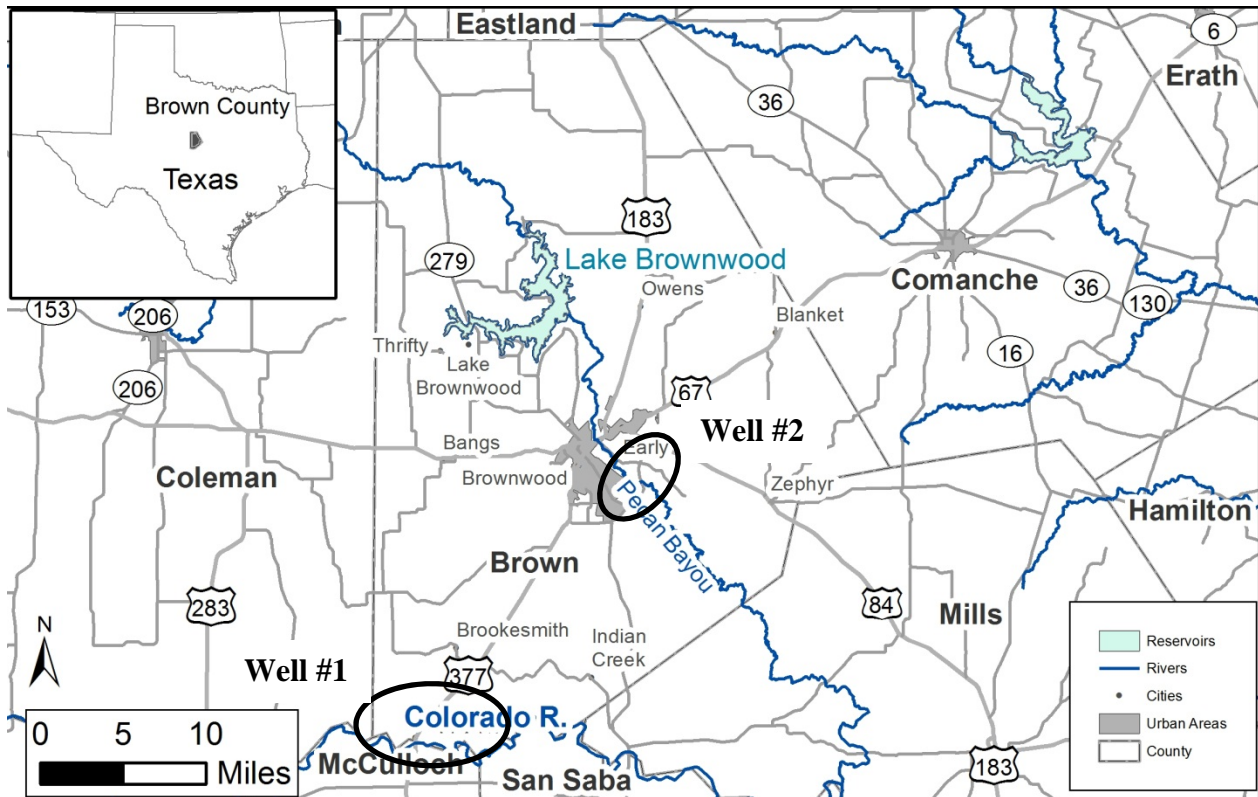 Eastland
6
Erath
36
Brown County
Texas
183
279
Lake Brownwood
Owens
Comanche
36
130
153
206
Blanket
Thrifty
Lake
Brownwood
16
206
67
Well #2
Bangs
Early
Coleman
Brownwood
Zephyr
Pecan Bayou
Hamilton
Brown
283
84
Mills
N
Brookesmith
Indian
Creek
Well #1
377
Colorado R.
0 5 10
Miles
McCulloch
San Saba
183
Reservoirs
Rivers
Cities
Urban Areas
County